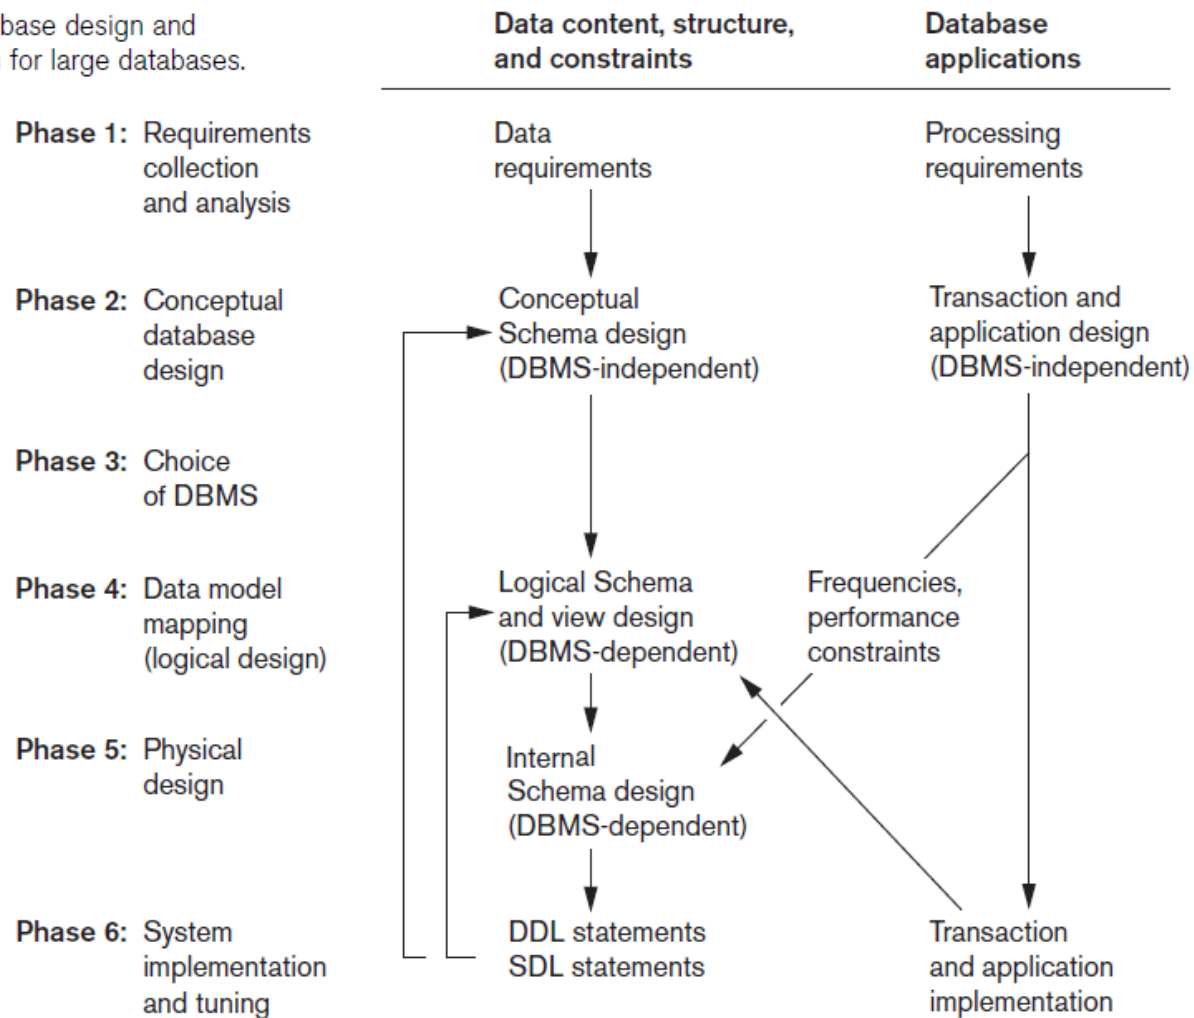 base design and
for large databases.
Data content, structure,
and constraints
Database
applications
Phase 1: Requirements
collection
and analysis
Data
requirements
Processing
requirements
Phase 2: Conceptual
database
design
Conceptual
Schema design
(DBMS-independent)
Transaction and
application design
(DBMS-independent)
Phase 3: Choice
of DBMS
Phase 4: Data model
mapping
(logical design)
Logical Schema
and view design
(DBMS-dependent)
Frequencies,
performance
constraints
Phase 5: Physical
design
Internal
Schema design
(DBMS-dependent)
Phase 6: System
implementation
and tuning
DDL statements
SDL statements
Transaction
and application
implementation